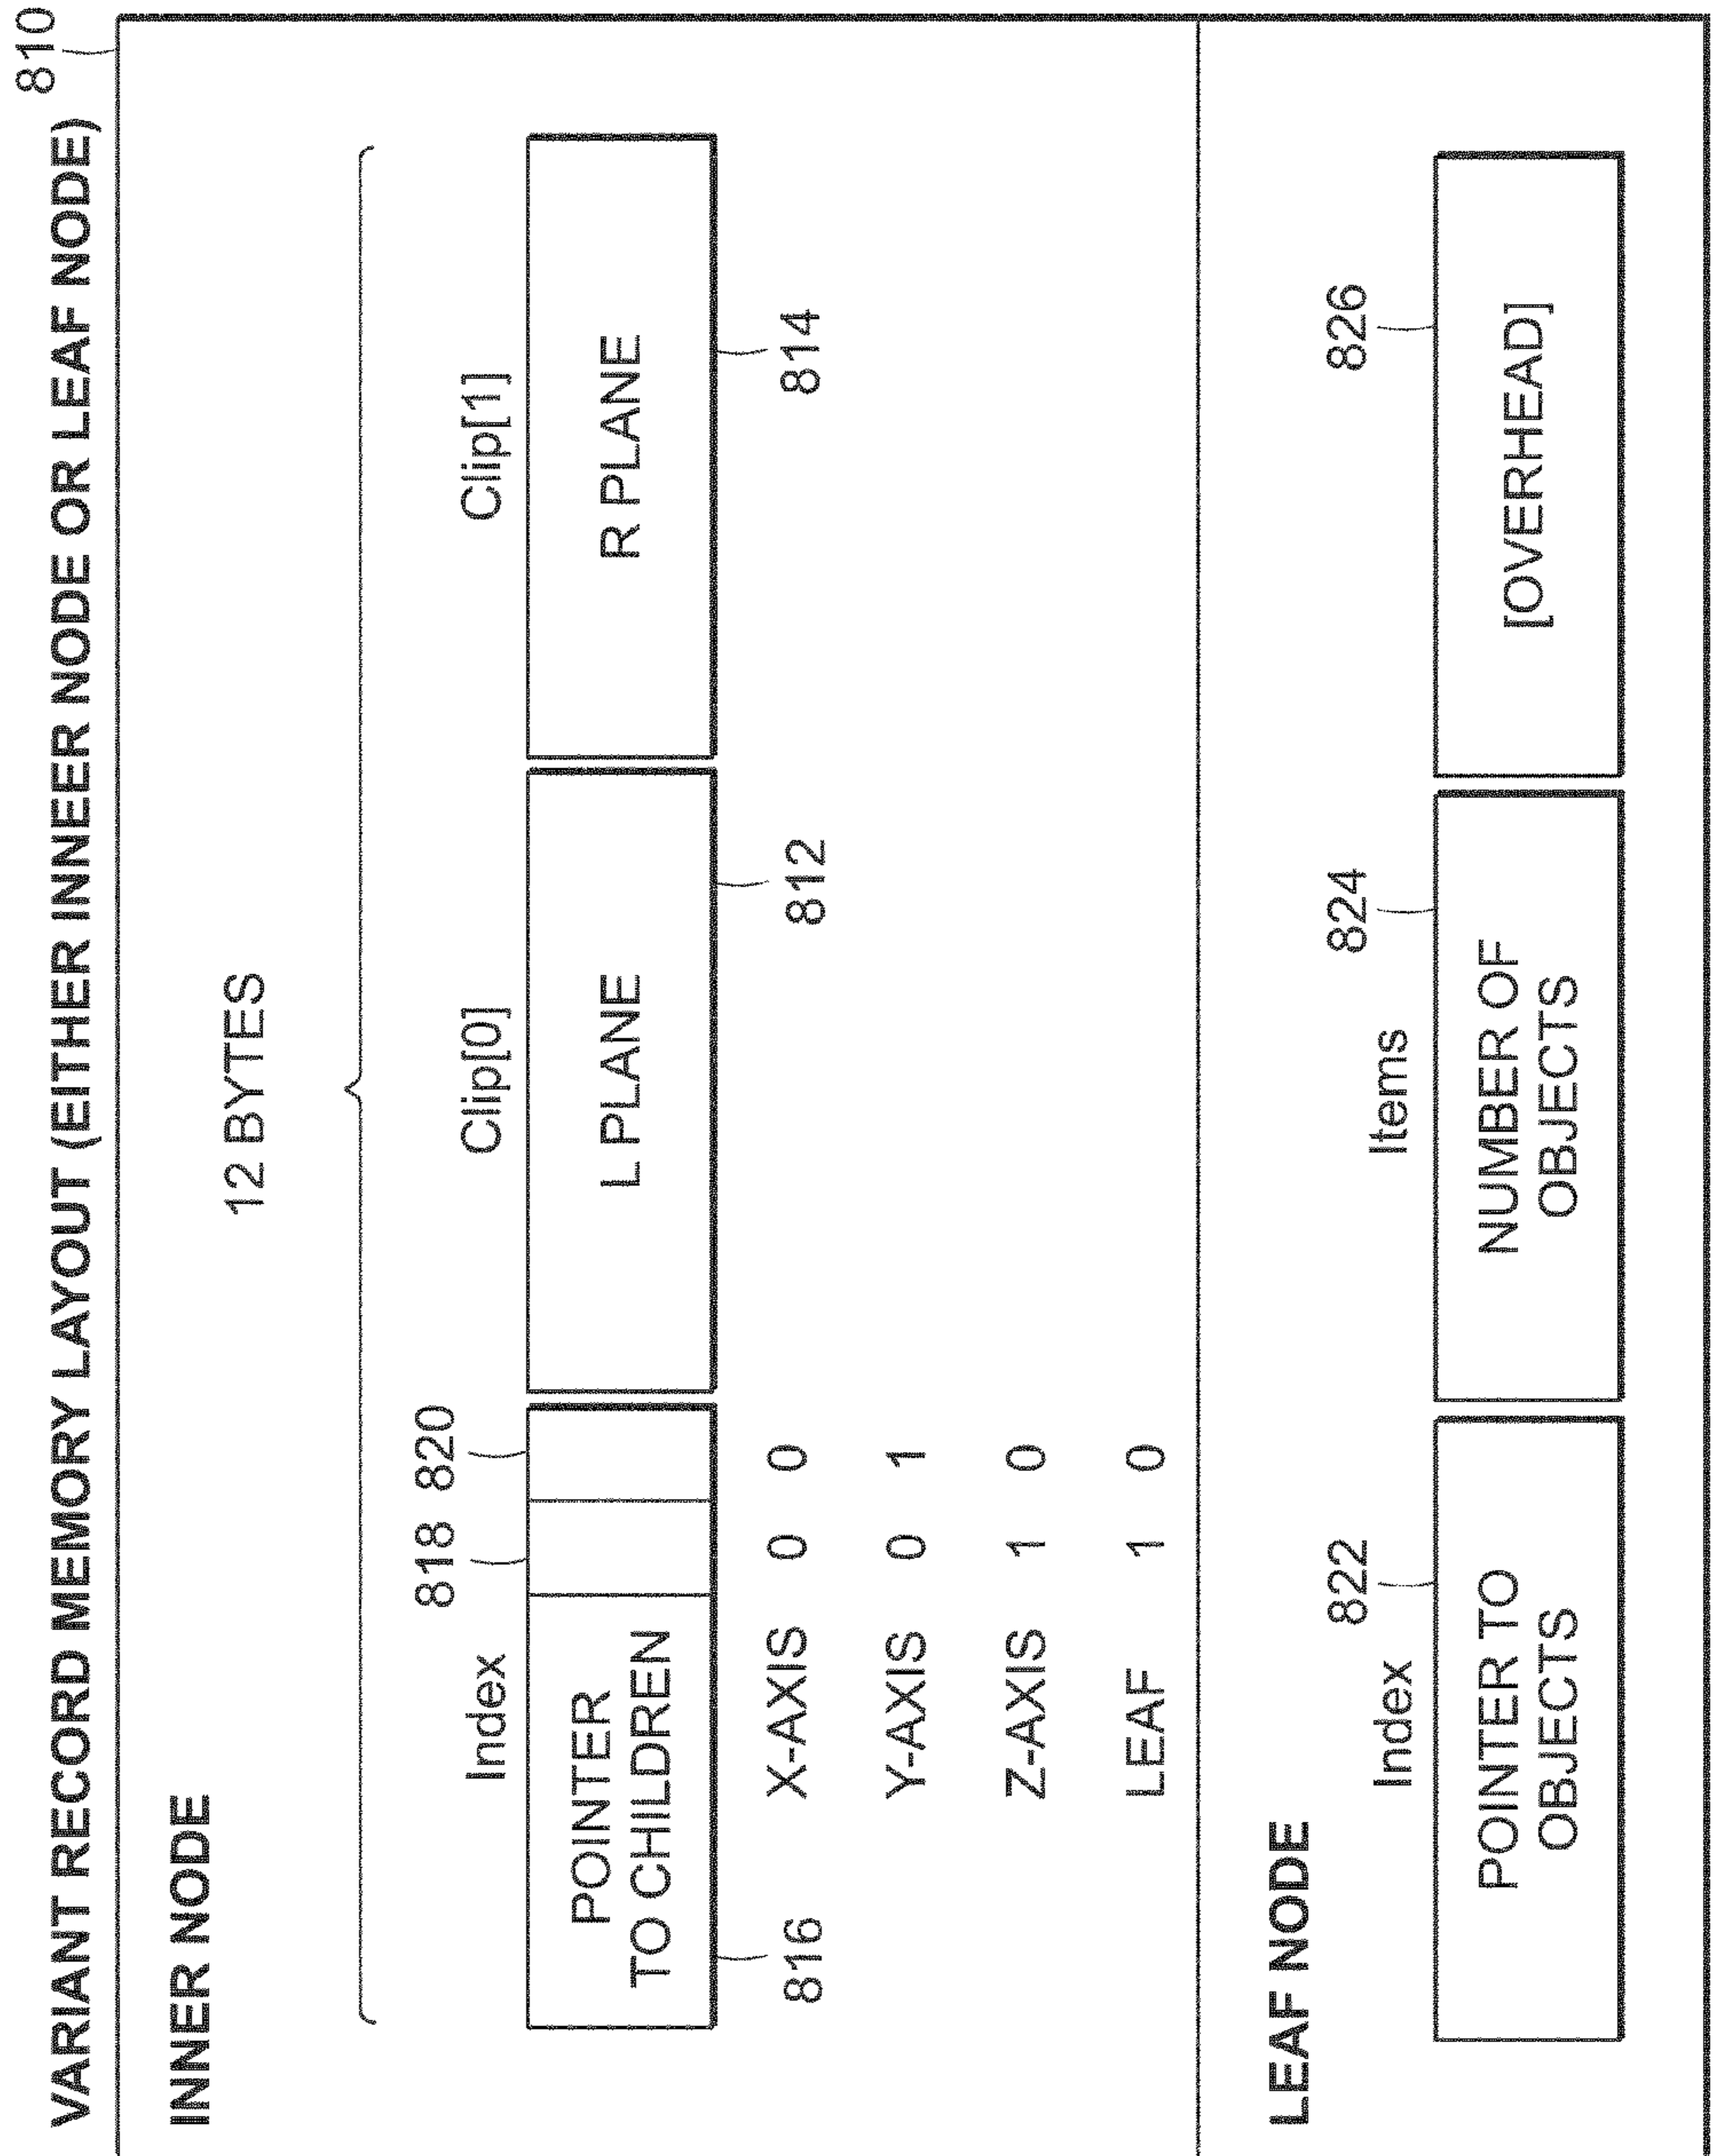 VARIANT RECORD MEMORY LAYOUT (EITHER INNEER NODE OR LEAF NODE)
810
INNER NODE
12 BYTES
Index 818 820 Clip[0] Clip[1]
POINTER
TO CHILDREN
L PLANE
R PLANE
816
812
814
X-AXIS 0 0
Y-AXIS 0 1
Z-AXIS 1 0
LEAF 1 0
LEAF NODE
Index 822 Items 824 826
POINTER TO
OBJECTS
NUMBER OF
OBJECTS
[OVERHEAD]